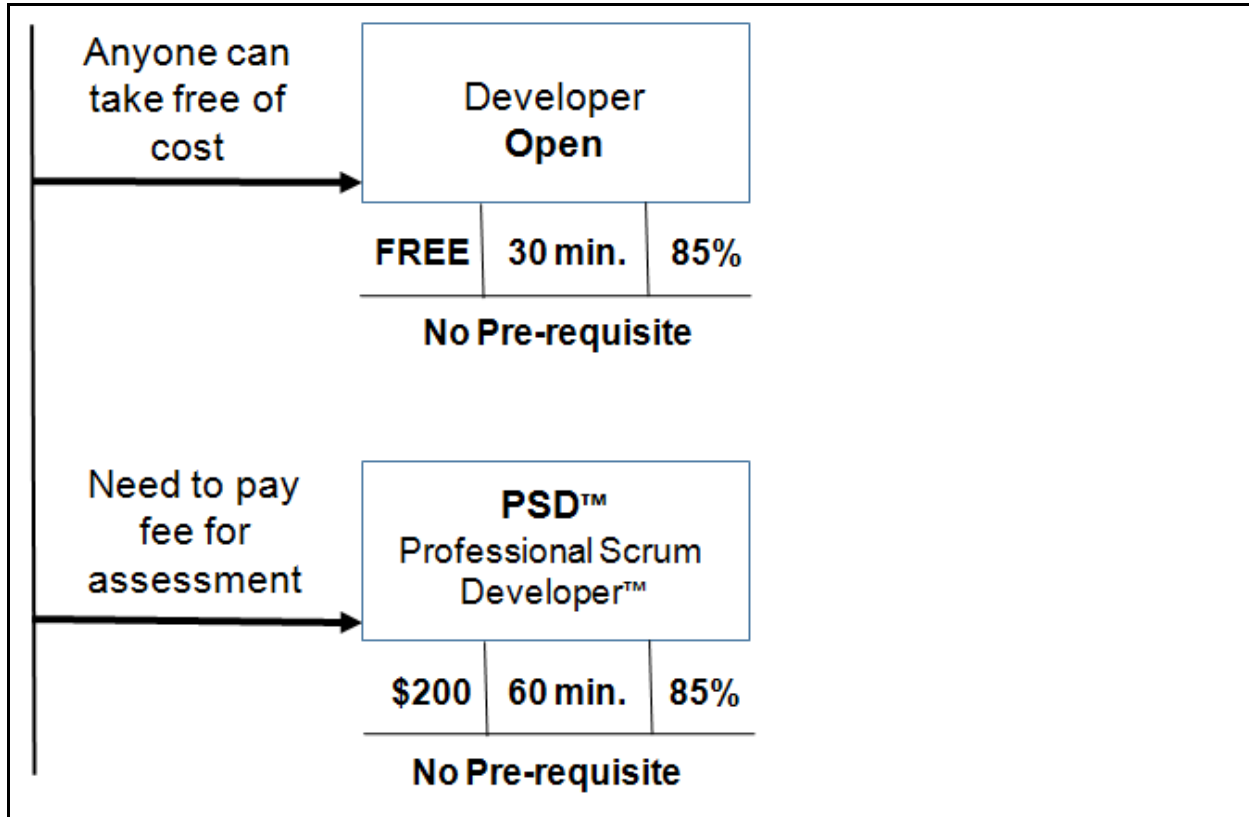 Anyone can
take free of
cost
Developer
Open
FREE 30 min. 85%
No Pre-requisite
Need to pay
fee for
assessment
PSD™
Professional Scrum
Developer™
$200 60 min. 85%
No Pre-requisite